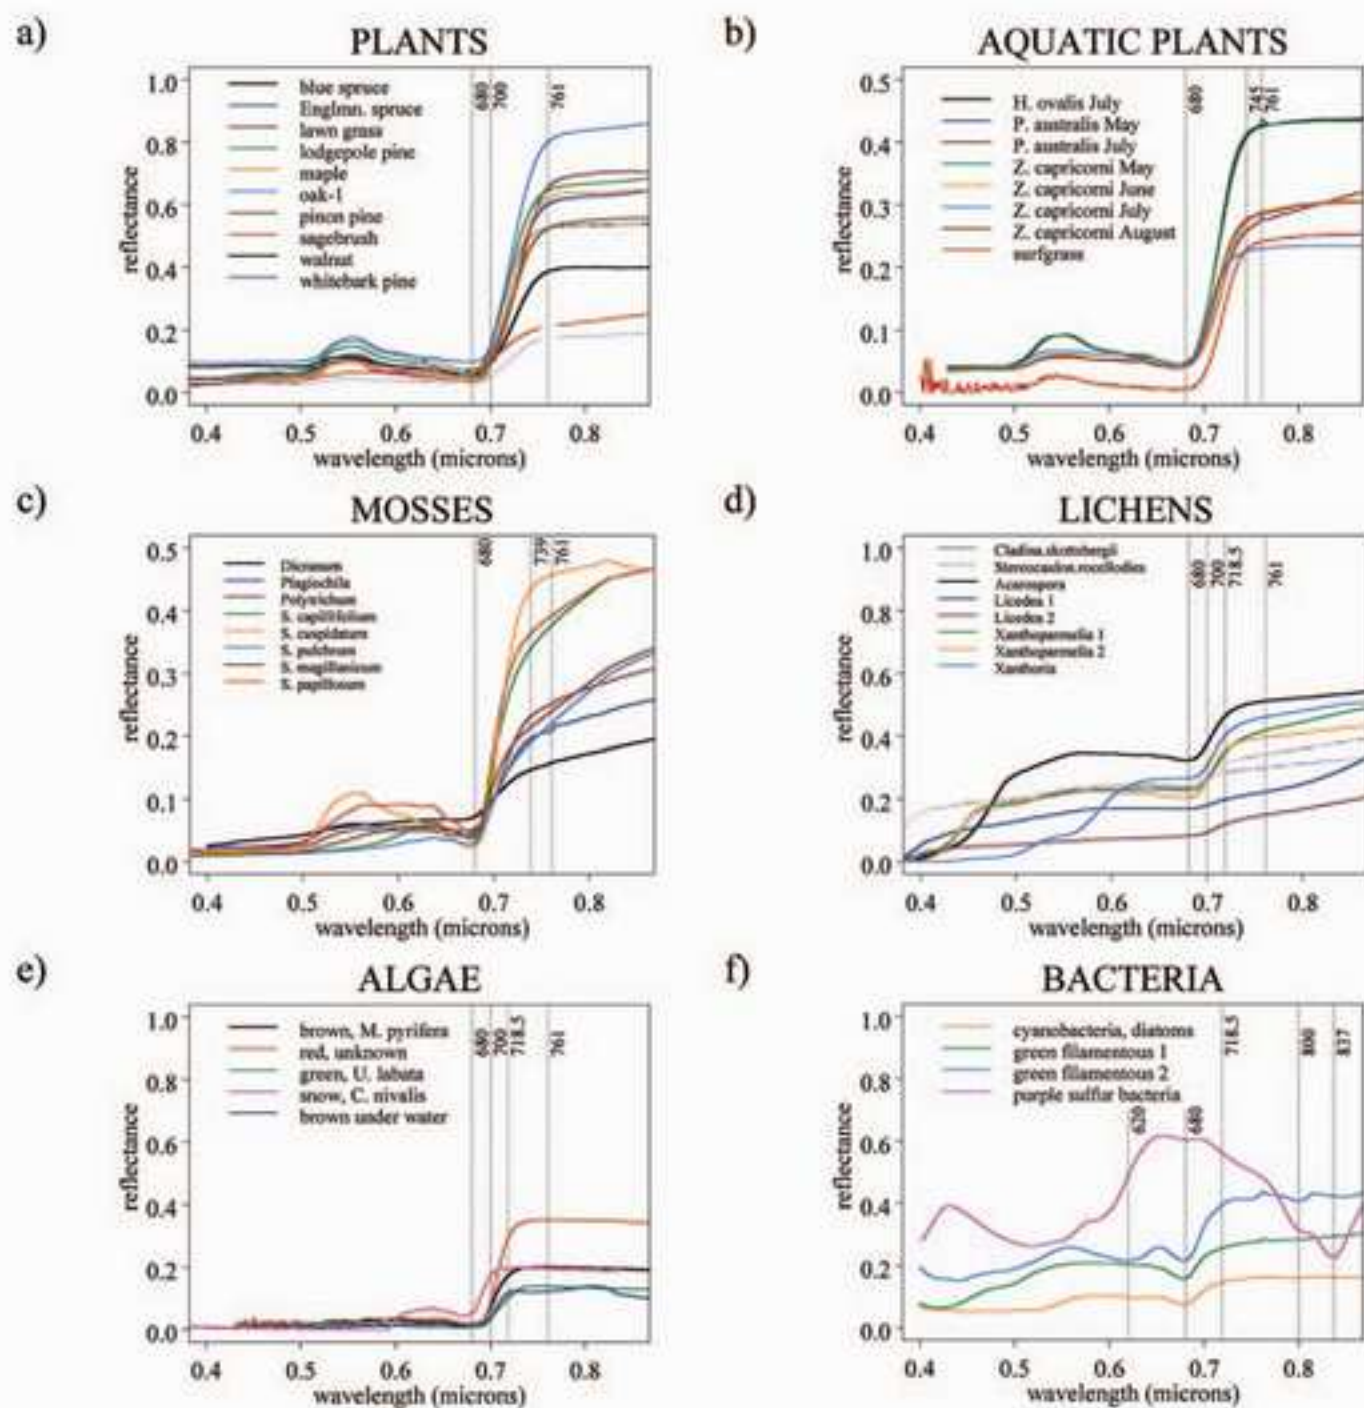 a)
PLANTS
1.0
0.8
0.6
0.4
0.2
0.0
reflectance
blue spruce
Englmn. spruce
lawn grass
lodgepole pine
maple
oak-1
pinon pine
sagebrush
walnut
whitebark pine
680
700
761
0.4 0.5 0.6 0.7 0.8
wavelength (microns)
b)
AQUATIC PLANTS
0.5
0.4
0.3
0.2
0.1
0.0
reflectance
H. ovalis July
P. australis May
P. australis July
Z. capricorni May
Z. capricorni June
Z. capricorni July
Z. capricorni August
surfgrass
680
745
761
0.4 0.5 0.6 0.7 0.8
wavelength (microns)
c)
MOSSES
0.5
0.4
0.3
0.2
0.1
0.0
reflectance
Dicranum
Plagiochila
Polytrichum
S. capillifolium
S. cuspidatum
S. pulchrum
S. magillanicum
S. papillosum
680
739
761
0.4 0.5 0.6 0.7 0.8
wavelength (microns)
d)
LICHENS
1.0
0.8
0.6
0.4
0.2
0.0
reflectance
Acarospora
Licedea 1
Licedea 2
Xanthoparmelia 1
Xanthoparmelia 2
Xanthoria
680
700
718.5
761
0.4 0.5 0.6 0.7 0.8
wavelength (microns)
e)
ALGAE
1.0
0.8
0.6
0.4
0.2
0.0
reflectance
brown, M. pyrifera
red, unknown
green, U. labata
snow, C. nivalis
brown under water
680
700
718.5
761
0.4 0.5 0.6 0.7 0.8
wavelength (microns)
f)
BACTERIA
1.0
0.8
0.6
0.4
0.2
0.0
reflectance
cyanobacteria, diatoms
green filamentous 1
green filamentous 2
purple sulfur bacteria
620
680
718.5
800
837
0.4 0.5 0.6 0.7 0.8
wavelength (microns)